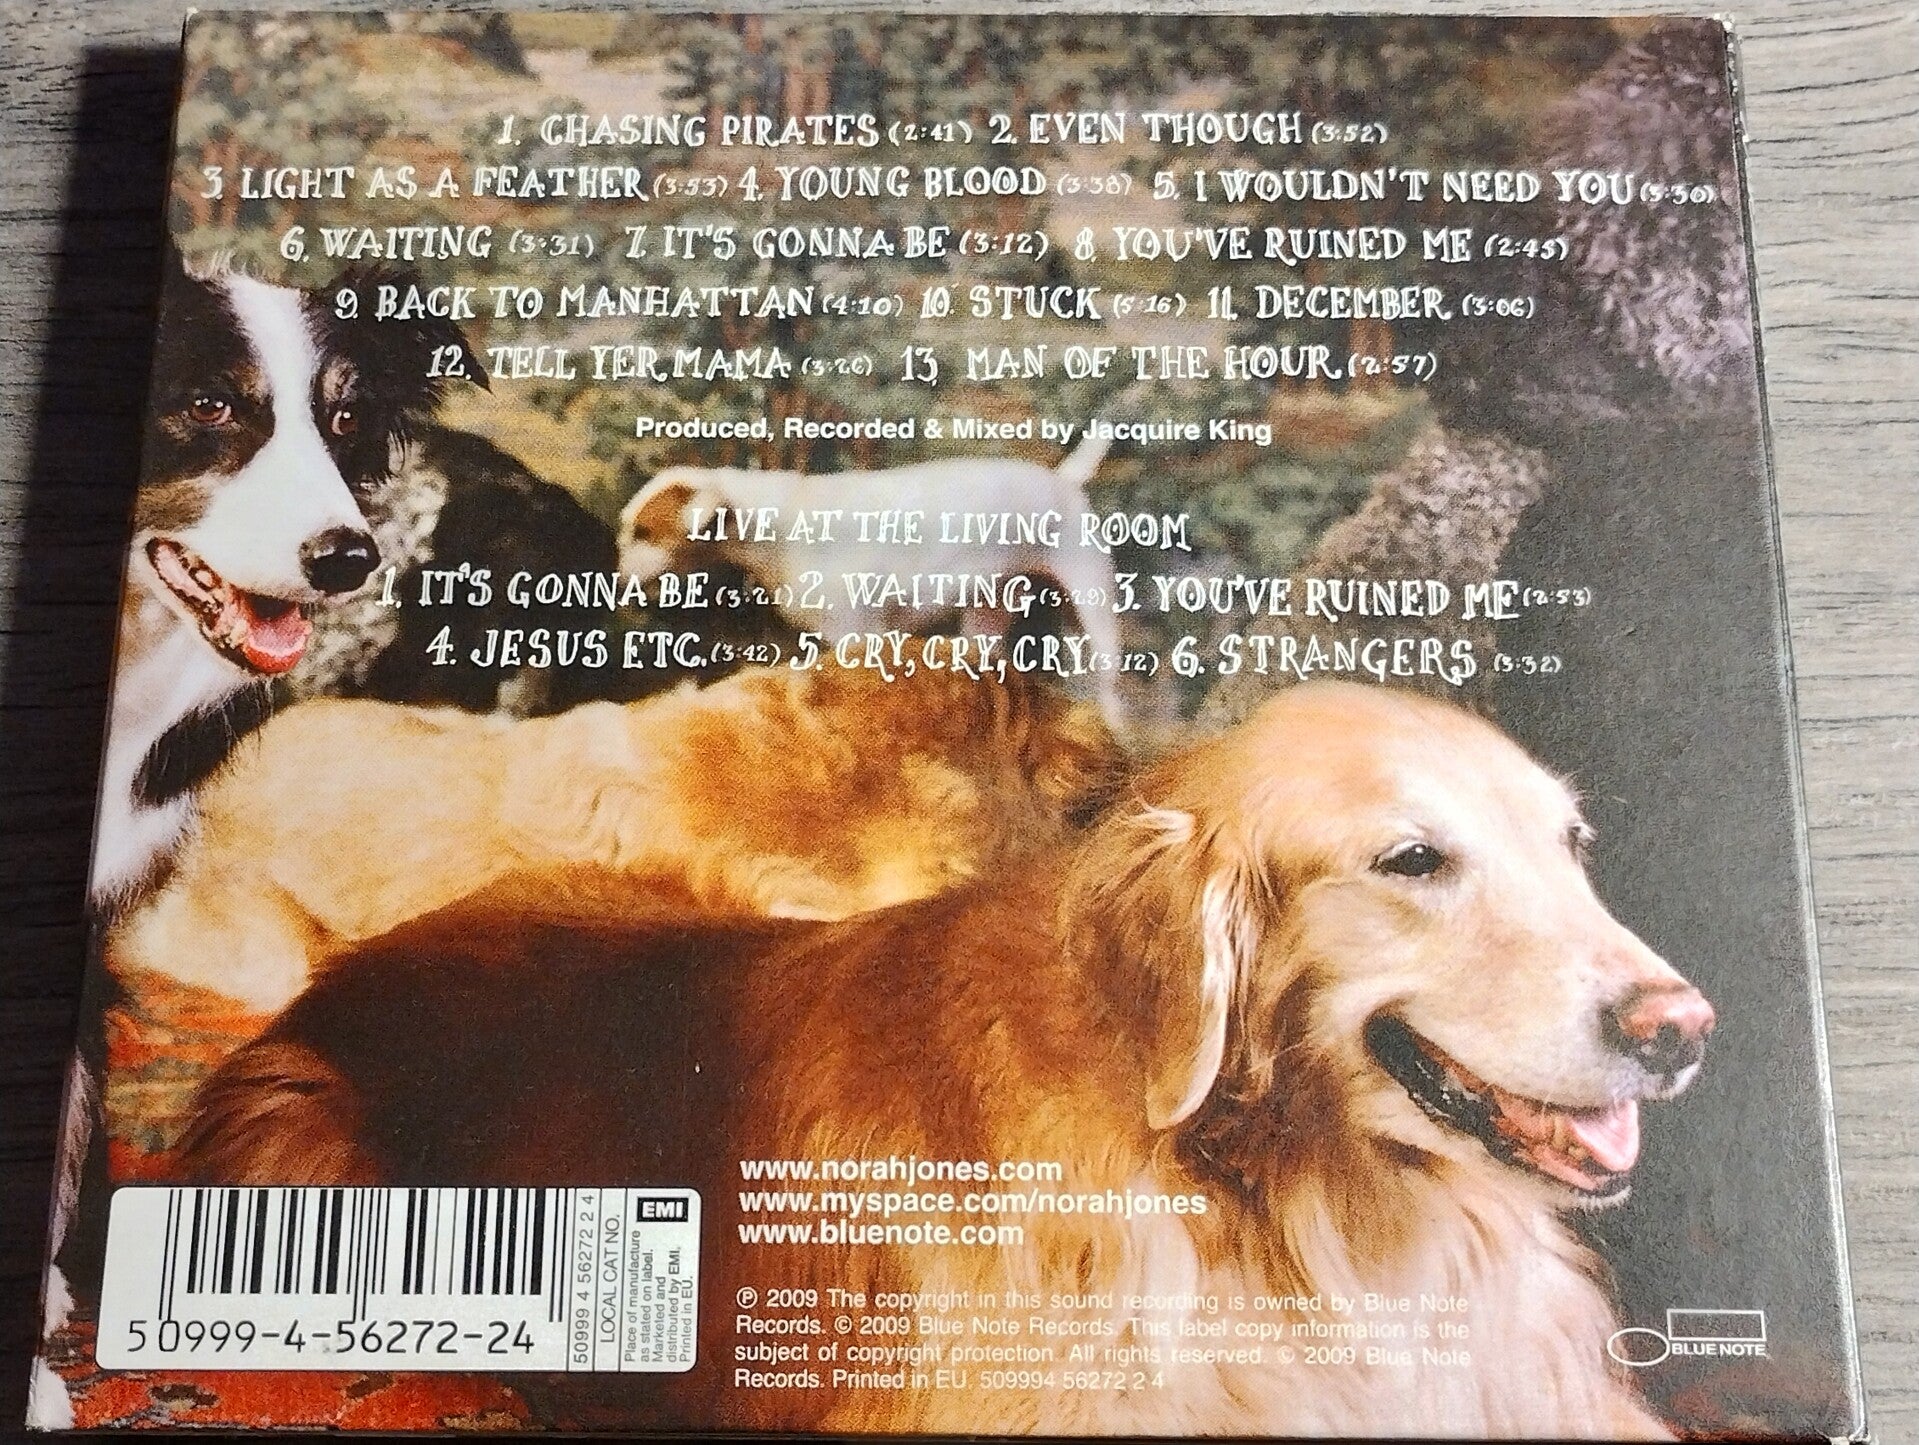 1. CHASING PIRATES (2:41) 2. EVEN THOUGH (3:52)
3. LIGHT AS A FEATHER (3:53) 4. YOUNG BLOOD (3:38) 5. I WOULDN'T NEED YOU (3:30)
6. WAITING (3:31) 7. IT'S GONNA BE (3:12) 8. YOU'VE RUINED ME (2:45)
9. BACK TO MANHATTAN (4:10) 10. STUCK (5:16) 11. DECEMBER (3:06)
12. TELL YER MAMA (3:26) 13. MAN OF THE HOUR (2:57)
Produced, Recorded & Mixed by Jacquire King
LIVE AT THE LIVING ROOM
1. IT'S GONNA BE (3:21) 2. WAITING 3. YOU'VE RUINED ME (2:53)
4. JESUS ETC. (3:42) 5. CRY, CRY, CRY (3:12) 6. STRANGERS (3:32)
www.norahjones.com
www.myspace.com/norahjones
www.bluenote.com
℗ 2009 The copyright in this sound recording is owned by Blue Note
Records. © 2009 Blue Note Records. This label copy information is the
subject of copyright protection. All rights reserved. © 2009 Blue Note
Records. Printed in EU. 509994 56272 2 4
5 0999-4-56272-24
50999 4 56272 2 4
LOCAL CAT NO.
EMI
Place of manufacture
as stated on label.
Marketed and
distributed by EMI.
Printed in EU.
BLUE NOTE